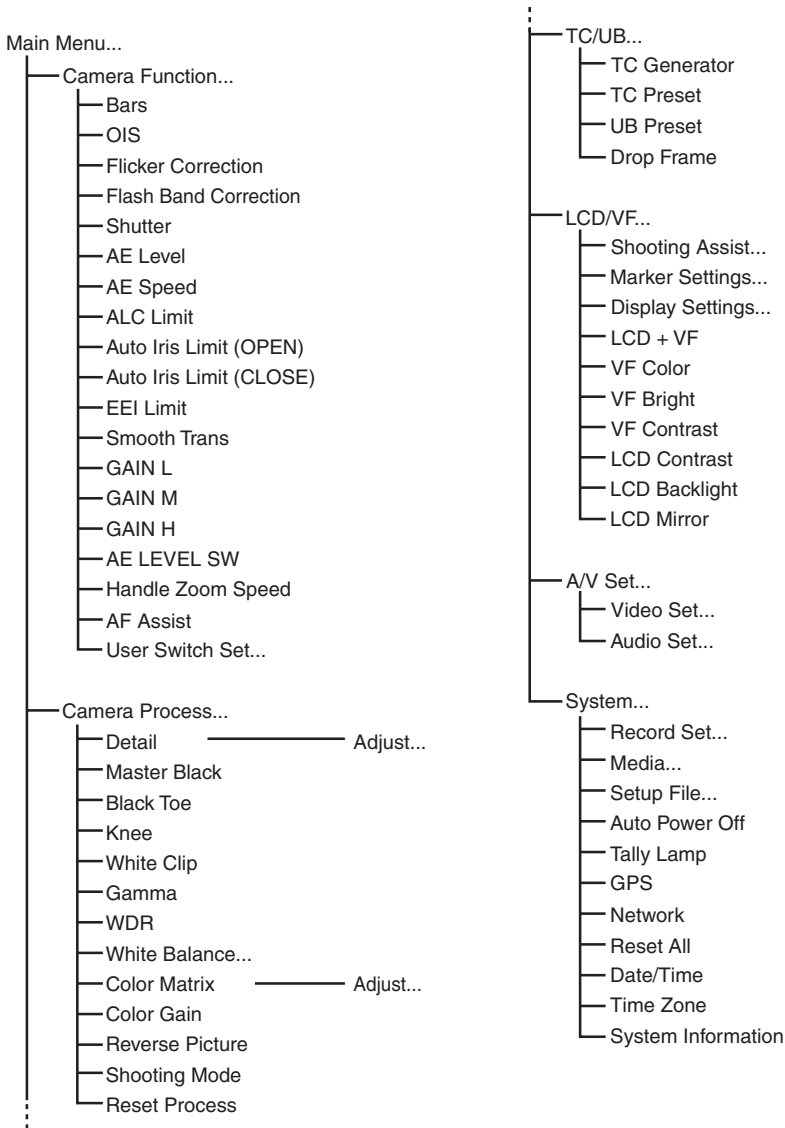 Main Menu...
Camera Function...
Bars
OIS
Flicker Correction
Flash Band Correction
Shutter
AE Level
AE Speed
ALC Limit
Auto Iris Limit (OPEN)
Auto Iris Limit (CLOSE)
EEI Limit
Smooth Trans
GAIN L
GAIN M
GAIN H
AE LEVEL SW
Handle Zoom Speed
AF Assist
User Switch Set...
Camera Process...
Detail Adjust...
Master Black
Black Toe
Knee
White Clip
Gamma
WDR
White Balance...
Color Matrix Adjust...
Color Gain
Reverse Picture
Shooting Mode
Reset Process
TC/UB...
TC Generator
TC Preset
UB Preset
Drop Frame
LCD/VF...
Shooting Assist...
Marker Settings...
Display Settings...
LCD + VF
VF Color
VF Bright
VF Contrast
LCD Contrast
LCD Backlight
LCD Mirror
A/V Set...
Video Set...
Audio Set...
System...
Record Set...
Media...
Setup File...
Auto Power Off
Tally Lamp
GPS
Network
Reset All
Date/Time
Time Zone
System Information